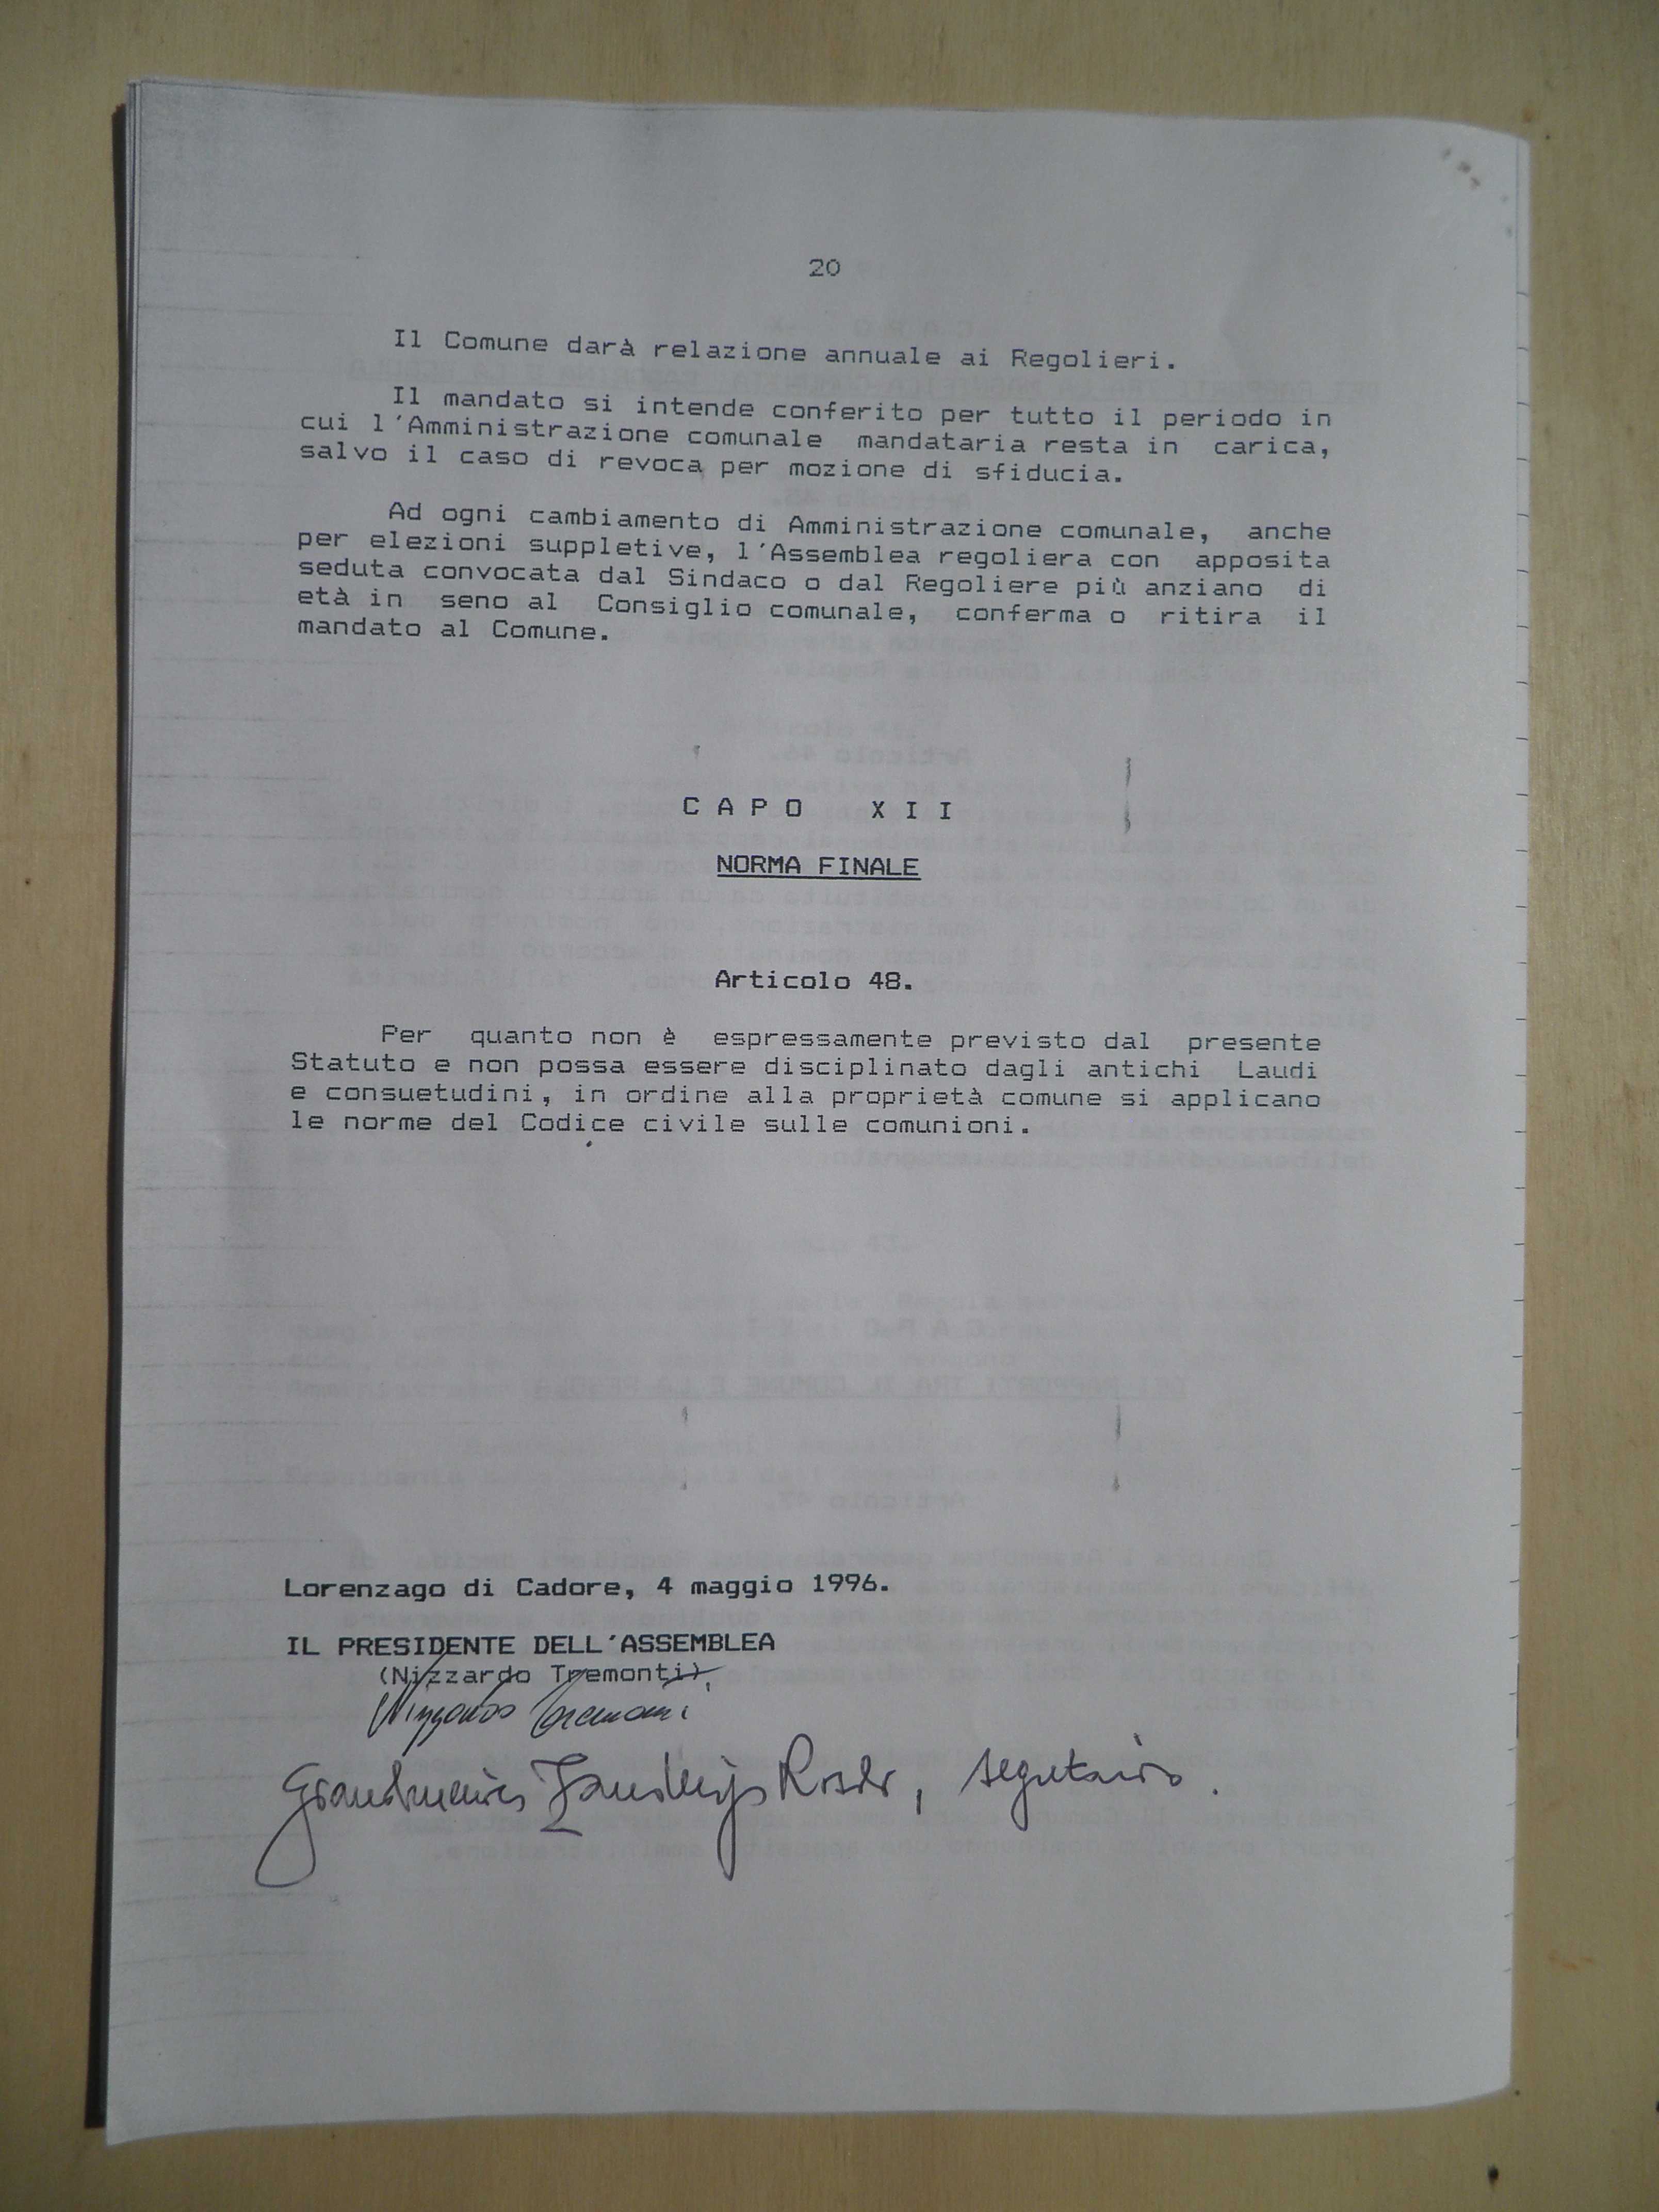 20
Il Comune darà relazione annuale ai Regolieri.
Il mandato si intende conferito per tutto il periodo in
cui l'Amministrazione comunale mandataria resta in carica,
salvo il caso di revoca per mozione di sfiducia.
Ad ogni cambiamento di Amministrazione comunale, anche
per elezioni suppletive, l'Assemblea regoliera con apposita
seduta convocata dal Sindaco o dal Regoliere più anziano di
età in seno al Consiglio comunale, conferma o ritira il
mandato al Comune.
CAPO XII
NORMA FINALE
Articolo 48.
Per quanto non è espressamente previsto dal presente
Statuto e non possa essere disciplinato dagli antichi Laudi
e consuetudini, in ordine alla proprietà comune si applicano
le norme del Codice civile sulle comunioni.
Lorenzago di Cadore, 4 maggio 1996.
IL PRESIDENTE DELL'ASSEMBLEA
(Nizzardo Tremonti)
Nizzardo Tremonti
segretario.